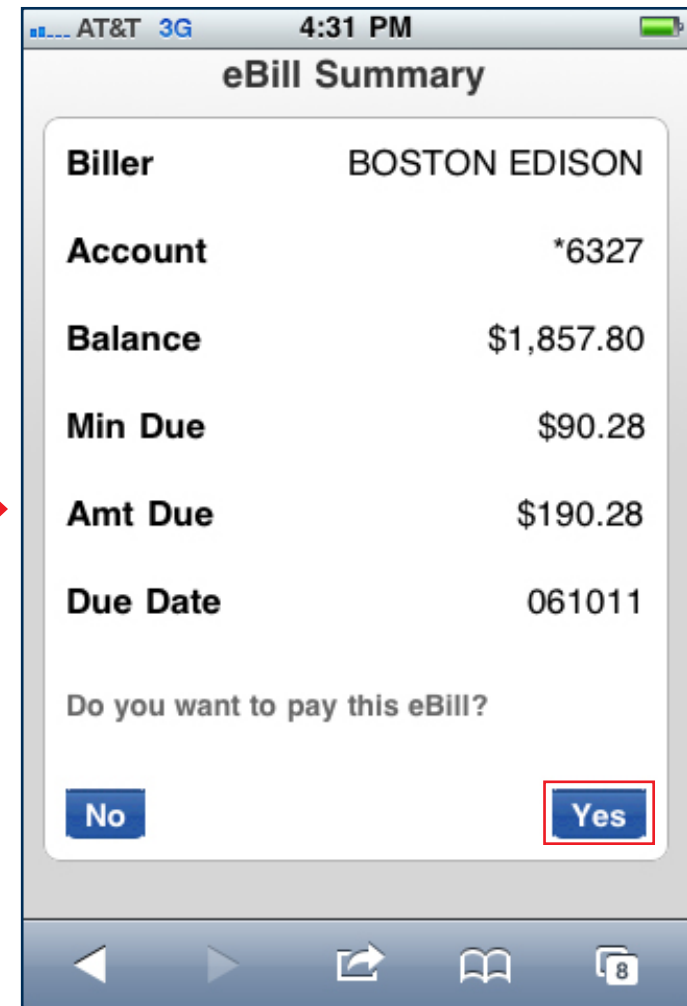 AT&T 3G 4:31 PM
eBill Summary
Biller BOSTON EDISON
Account *6327
Balance $1,857.80
Min Due $90.28
Amt Due $190.28
Due Date 061011
Do you want to pay this eBill?
No Yes
8